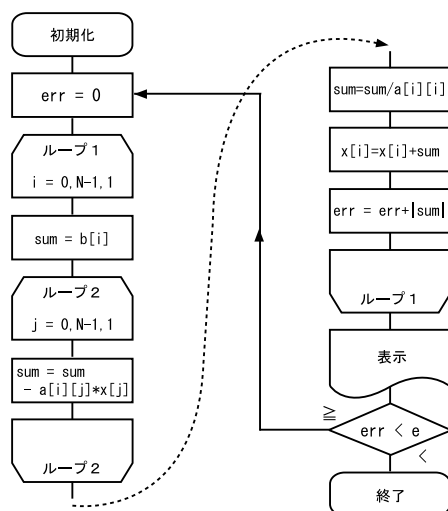 初期化
err = 0
ループ1
i = 0,N-1,1
sum = b[i]
ループ2
j = 0,N-1,1
sum = sum
- a[i][j]*x[j]
ループ2
sum=sum/a[i][i]
x[i]=x[i]+sum
err = err+|sum|
ループ1
表示
≧
err < e
<
終了